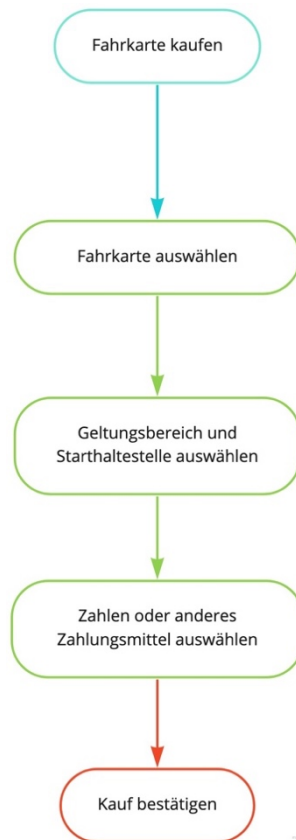 Fahrkarte kaufen
Fahrkarte auswählen
Geltungsbereich und
Starthaltestelle auswählen
Zahlen oder anderes
Zahlungsmittel auswählen
Kauf bestätigen